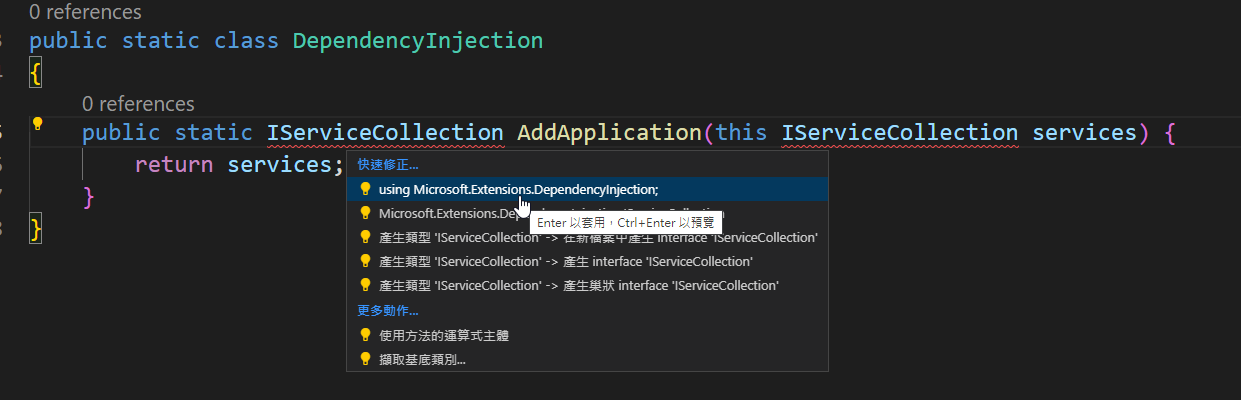 0 references
public static class DependencyInjection
{
0 references
public static IServiceCollection AddApplication(this IServiceCollection services) {
return services;
}
}
快速修正...
using Microsoft.Extensions.DependencyInjection;
Microsoft.Extensions.Dep
Enter 以套用，Ctrl+Enter 以預覽
產生類型 'IServiceCollection' -> 在新檔案中產生 interface 'IServiceCollection'
產生類型 'IServiceCollection' -> 產生 interface 'IServiceCollection'
產生類型 'IServiceCollection' -> 產生巢狀 interface 'IServiceCollection'
更多動作...
使用方法的運算式主體
擷取基底類別...